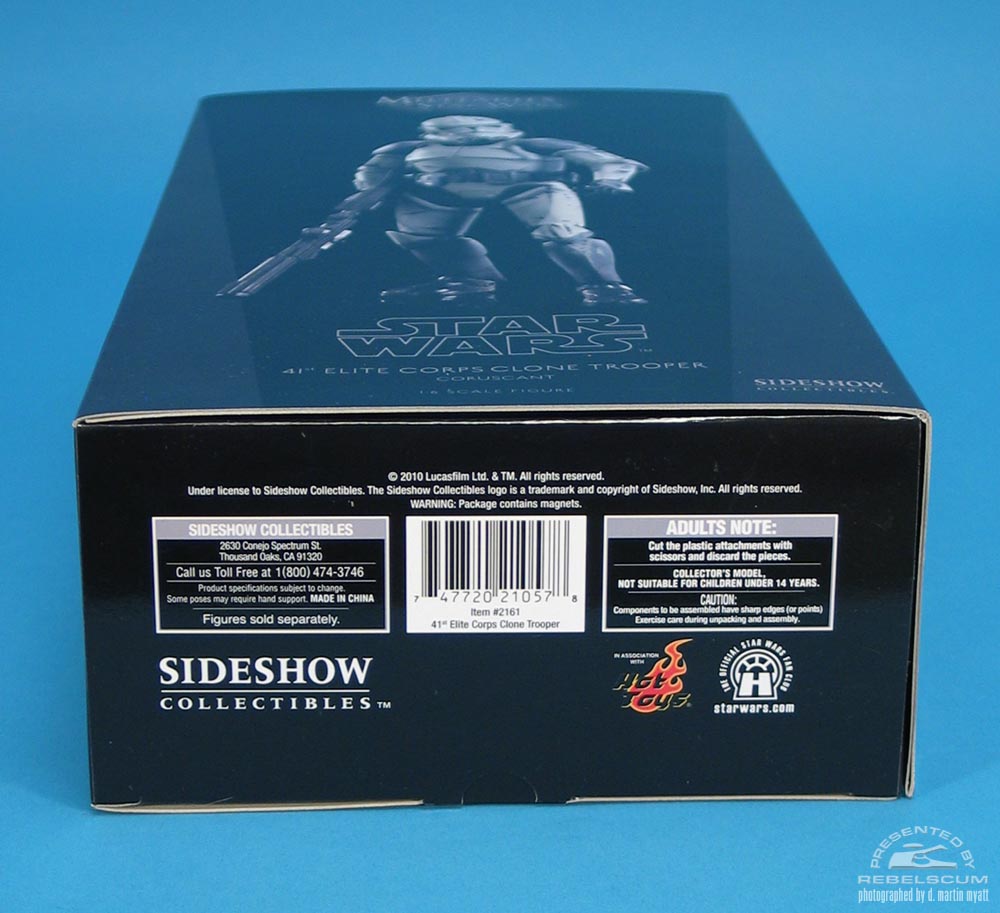 STAR
WARS™
41ST ELITE CORPS CLONE TROOPER
CORUSCANT
1:6 SCALE FIGURE
SIDESHOW
COLLECTIBLES
© 2010 Lucasfilm Ltd. & TM. All rights reserved.
Under license to Sideshow Collectibles. The Sideshow Collectibles logo is a trademark and copyright of Sideshow, Inc. All rights reserved.
WARNING: Package contains magnets.
SIDESHOW COLLECTIBLES
2630 Conejo Spectrum St.
Thousand Oaks, CA 91320
Call us Toll Free at 1(800) 474-3746
Product specifications subject to change.
Some poses may require hand support. MADE IN CHINA
Figures sold separately.
7 47720 21057 8
Item #2161
41st Elite Corps Clone Trooper
ADULTS NOTE:
Cut the plastic attachments with
scissors and discard the pieces.
COLLECTOR'S MODEL,
NOT SUITABLE FOR CHILDREN UNDER 14 YEARS.
CAUTION:
Components to be assembled have sharp edges (or points)
Exercise care during unpacking and assembly.
SIDESHOW
COLLECTIBLES™
IN ASSOCIATION
WITH
Hot
Toys®
THE OFFICIAL STAR WARS FAN CLUB
H
starwars.com
PRESENTED BY
REBELSCUM
photographed by d. martin myatt